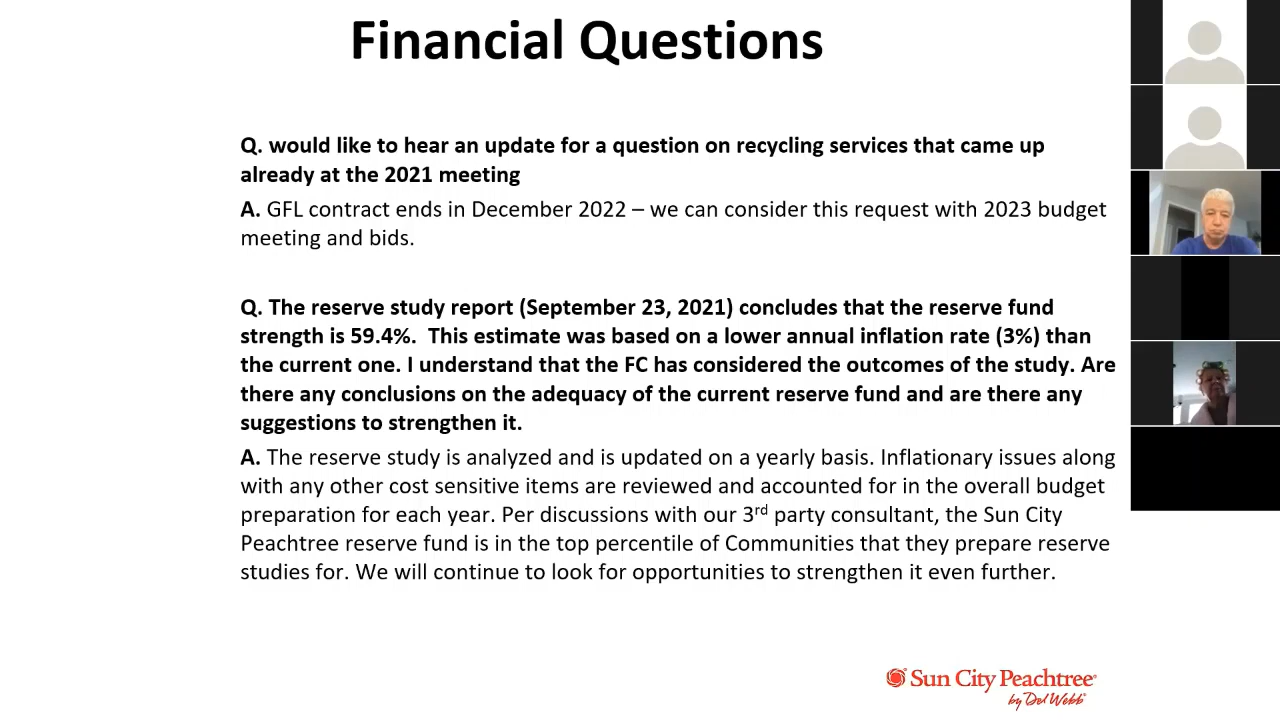 Financial Questions
Q. would like to hear an update for a question on recycling services that came up
already at the 2021 meeting
A. GFL contract ends in December 2022 – we can consider this request with 2023 budget
meeting and bids.
Q. The reserve study report (September 23, 2021) concludes that the reserve fund
strength is 59.4%.  This estimate was based on a lower annual inflation rate (3%) than
the current one. I understand that the FC has considered the outcomes of the study. Are
there any conclusions on the adequacy of the current reserve fund and are there any
suggestions to strengthen it.
A. The reserve study is analyzed and is updated on a yearly basis. Inflationary issues along
with any other cost sensitive items are reviewed and accounted for in the overall budget
preparation for each year. Per discussions with our 3rd party consultant, the Sun City
Peachtree reserve fund is in the top percentile of Communities that they prepare reserve
studies for. We will continue to look for opportunities to strengthen it even further.
Sun City Peachtree
by Del Webb